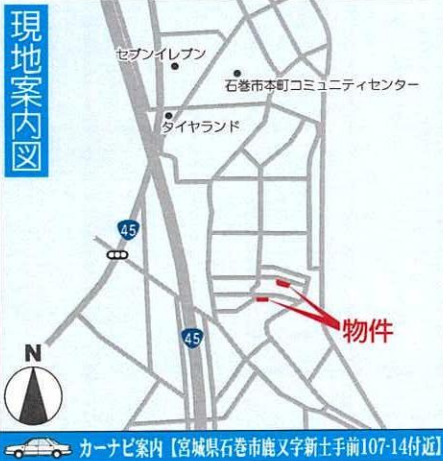 現地案内図
セブンイレブン
石巻市本町コミュニティセンター
タイヤランド
45
45
物件
N
カーナビ案内【宮城県石巻市鹿又字新土手前107-14付近】